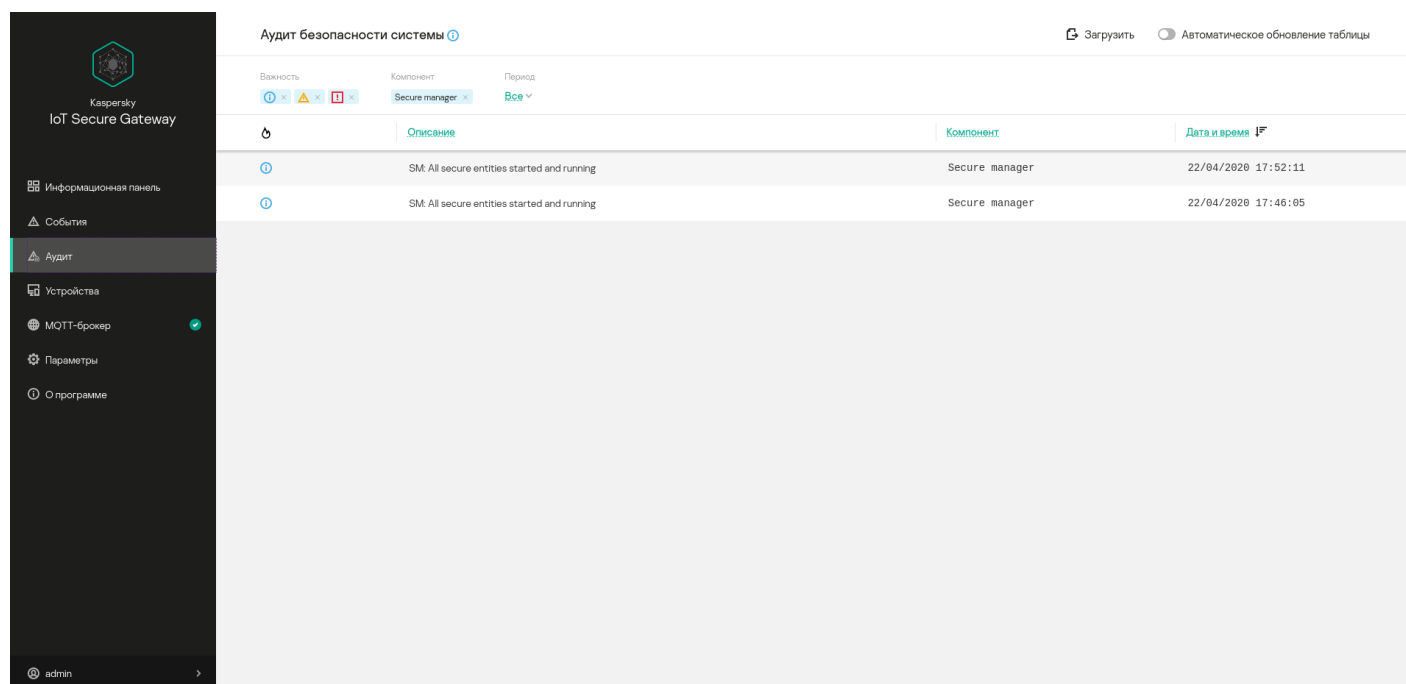 Kaspersky
IoT Secure Gateway
Информационная панель
События
Аудит
Устройства
MQTT-брокер
Параметры
О программе
admin
Аудит безопасности системы
Загрузить
Автоматическое обновление таблицы
Важность
Компонент
Период
Secure manager
Все
Описание
Компонент
Дата и время
SM: All secure entities started and running
Secure manager
22/04/2020 17:52:11
SM: All secure entities started and running
Secure manager
22/04/2020 17:46:05